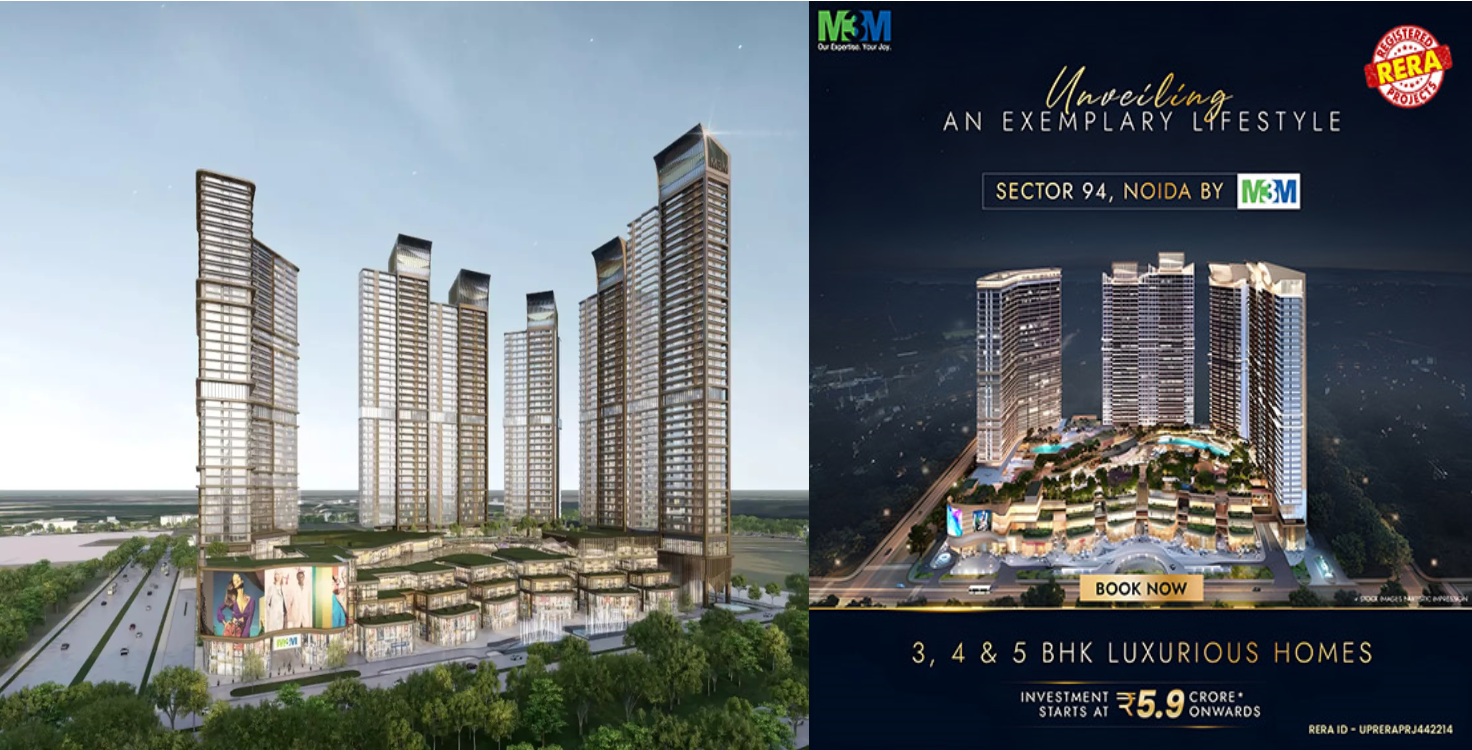 M3M
Our Expertise. Your Joy.
REGISTERED
RERA
PROJECTS
Unveiling
AN EXEMPLARY LIFESTYLE
SECTOR 94, NOIDA BY M3M
M3M
BOOK NOW
3, 4 & 5 BHK LUXURIOUS HOMES
INVESTMENT
STARTS AT ₹5.9 CRORE*
ONWARDS
RERA ID - UPRERAPRJ442214